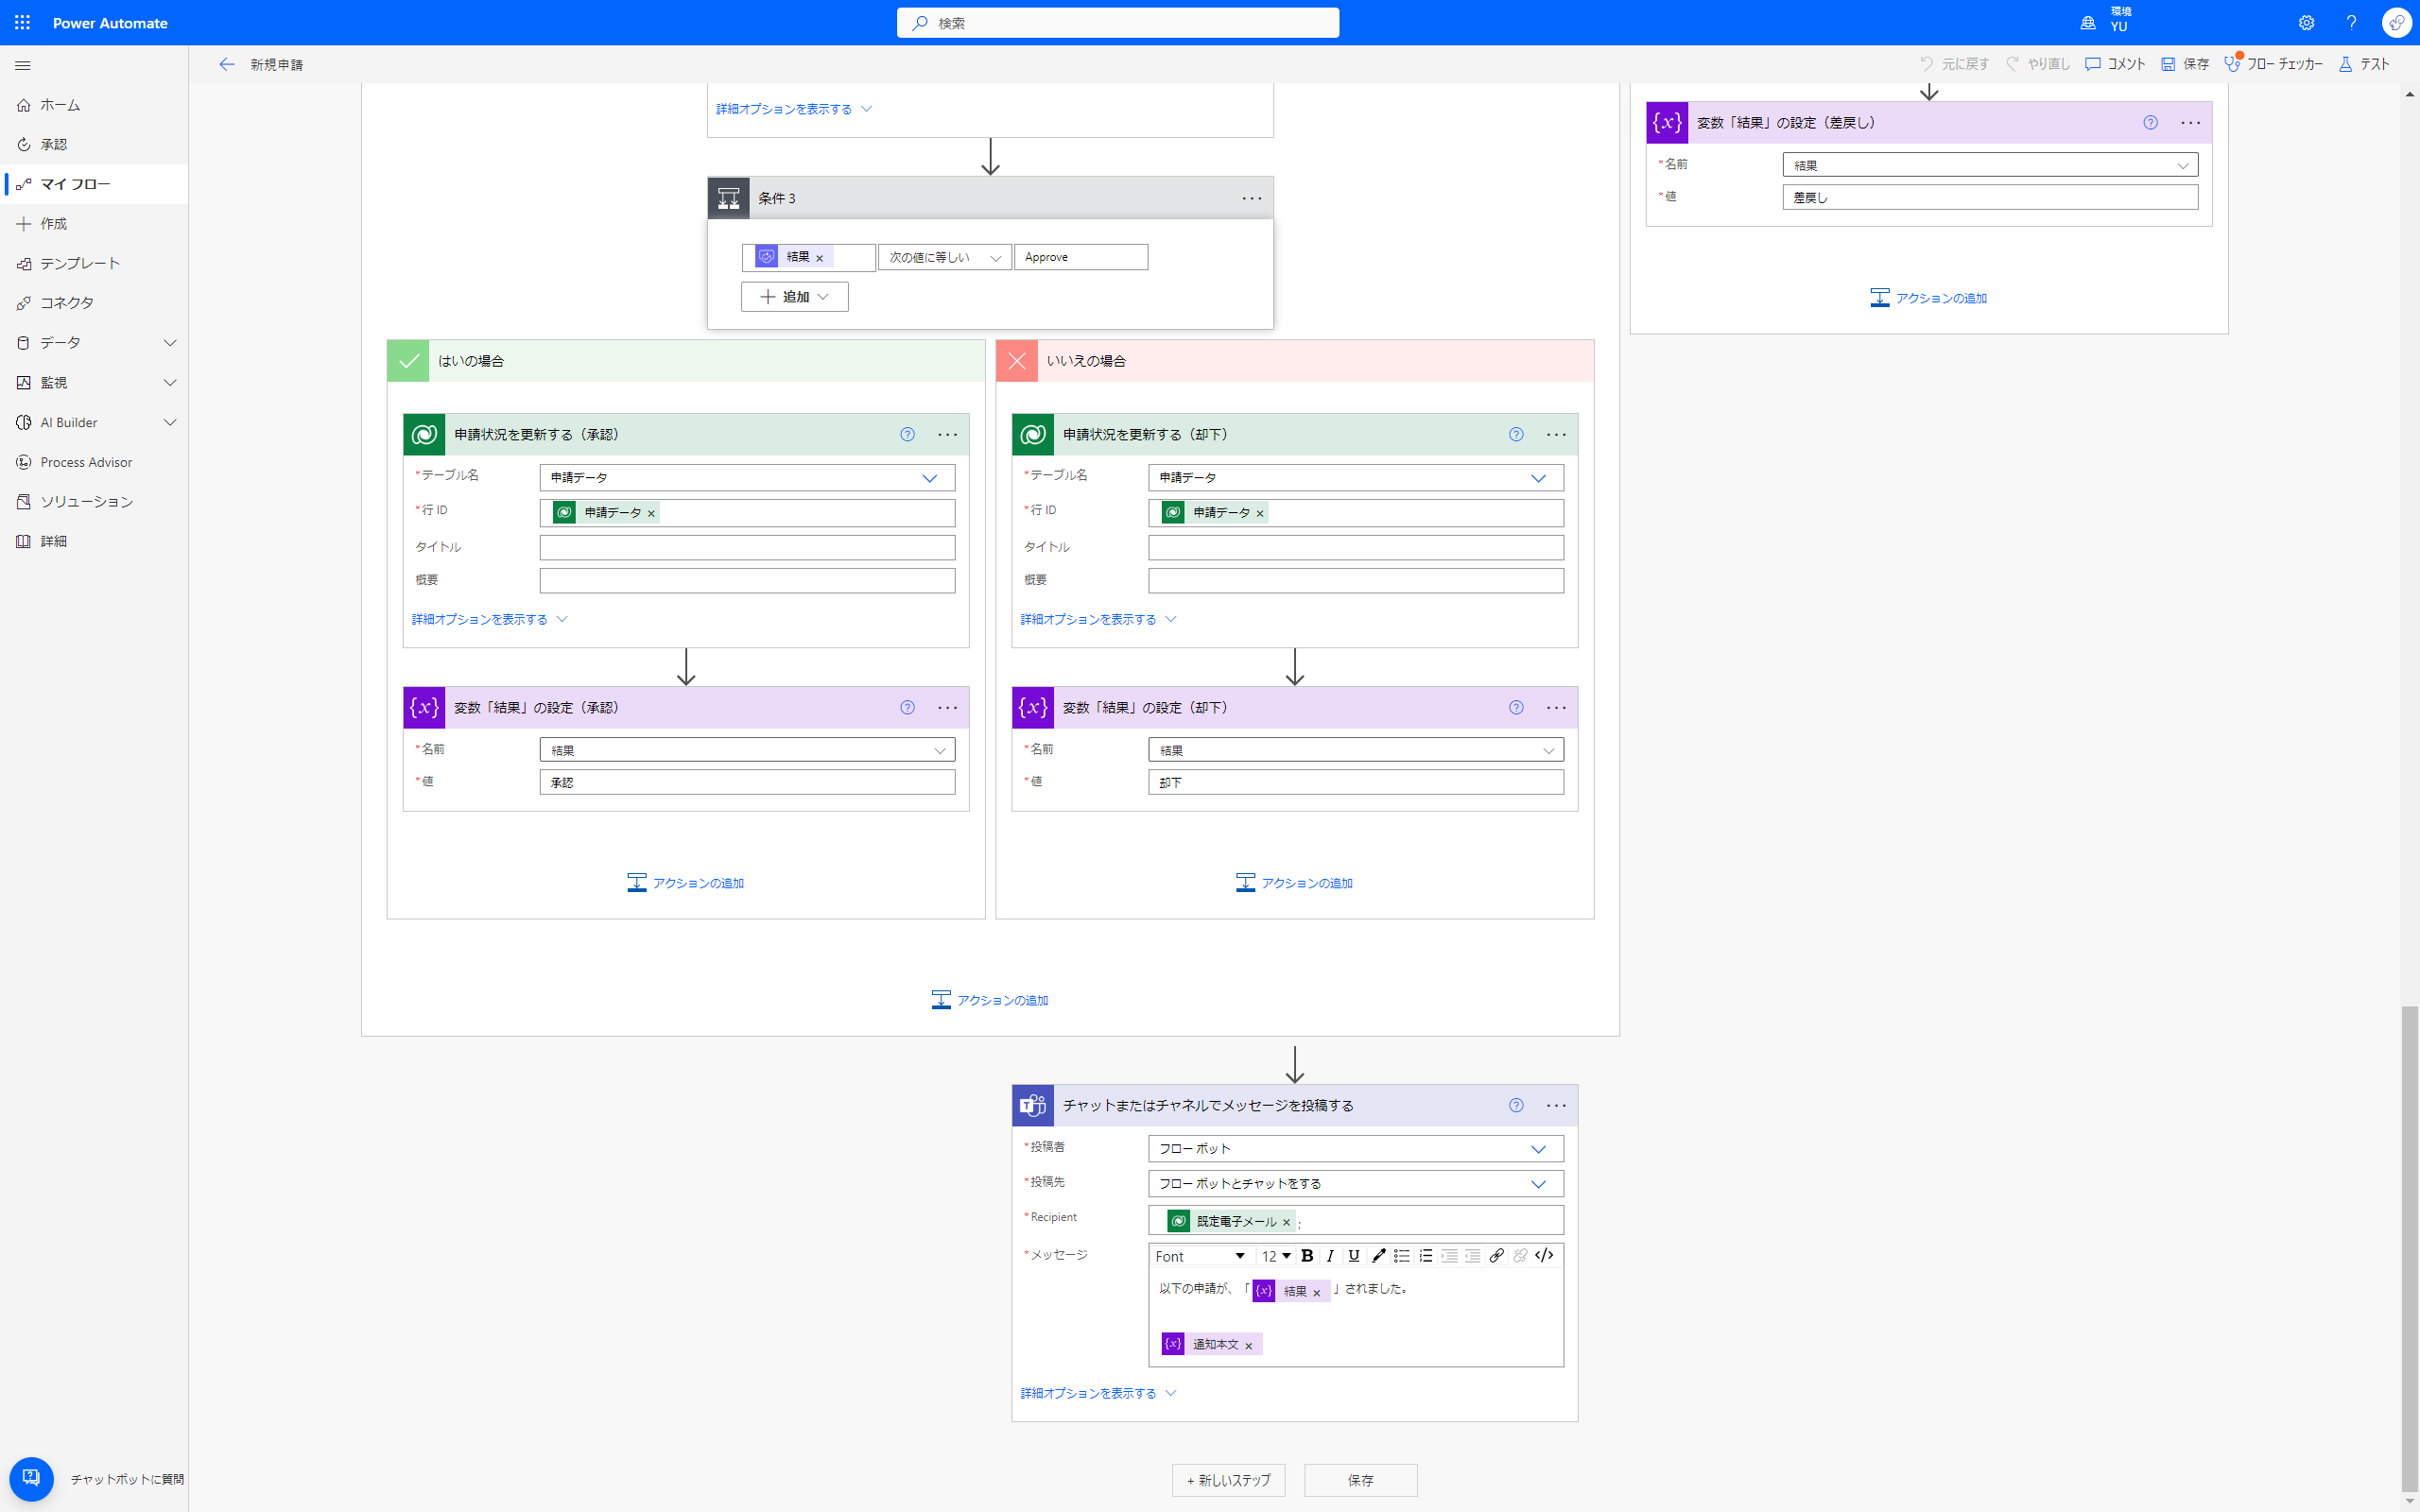 Power Automate
検索
環境
YU
新規申請
元に戻す
やり直し
コメント
保存
フロー チェッカー
テスト
ホーム
承認
マイ フロー
作成
テンプレート
コネクタ
データ
監視
AI Builder
Process Advisor
ソリューション
詳細
チャットボットに質問
詳細オプションを表示する
条件 3
結果 × 次の値に等しい Approve
追加
はいの場合
申請状況を更新する（承認）
*テーブル名 申請データ
*行 ID 申請データ ×
タイトル
概要
詳細オプションを表示する
{x} 変数「結果」の設定（承認）
*名前 結果
*値 承認
アクションの追加
いいえの場合
申請状況を更新する（却下）
*テーブル名 申請データ
*行 ID 申請データ ×
タイトル
概要
詳細オプションを表示する
{x} 変数「結果」の設定（却下）
*名前 結果
*値 却下
アクションの追加
アクションの追加
{x} 変数「結果」の設定（差戻し）
*名前 結果
*値 差戻し
アクションの追加
チャットまたはチャネルでメッセージを投稿する
*投稿者 フロー ボット
*投稿先 フロー ボットとチャットをする
*Recipient 既定電子メール × ;
*メッセージ Font 12 B I U </>
以下の申請が、「 {x} 結果 × 」されました。
{x} 通知本文 ×
詳細オプションを表示する
+ 新しいステップ
保存